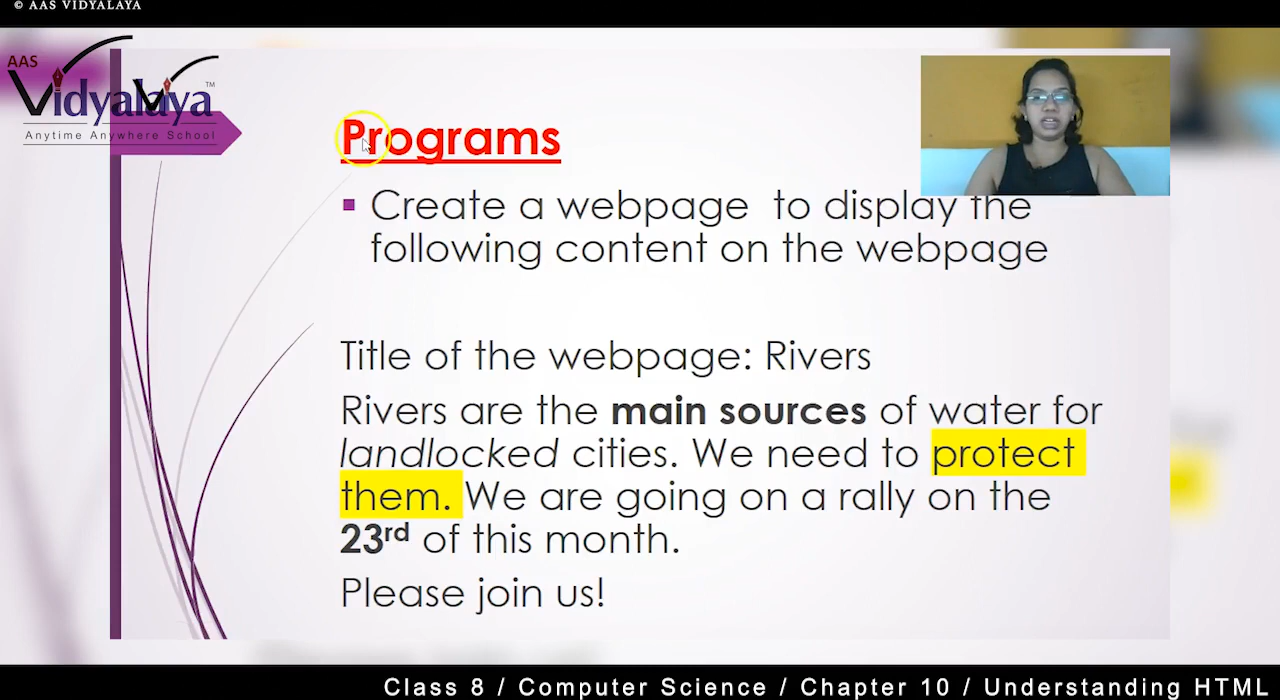 © AAS VIDYALAYA
AAS
Vidyalaya™
Anytime Anywhere School
Programs
Create a webpage to display the
following content on the webpage
Title of the webpage: Rivers
Rivers are the main sources of water for
landlocked cities. We need to protect
them. We are going on a rally on the
23rd of this month.
Please join us!
Class 8 / Computer Science / Chapter 10 / Understanding HTML